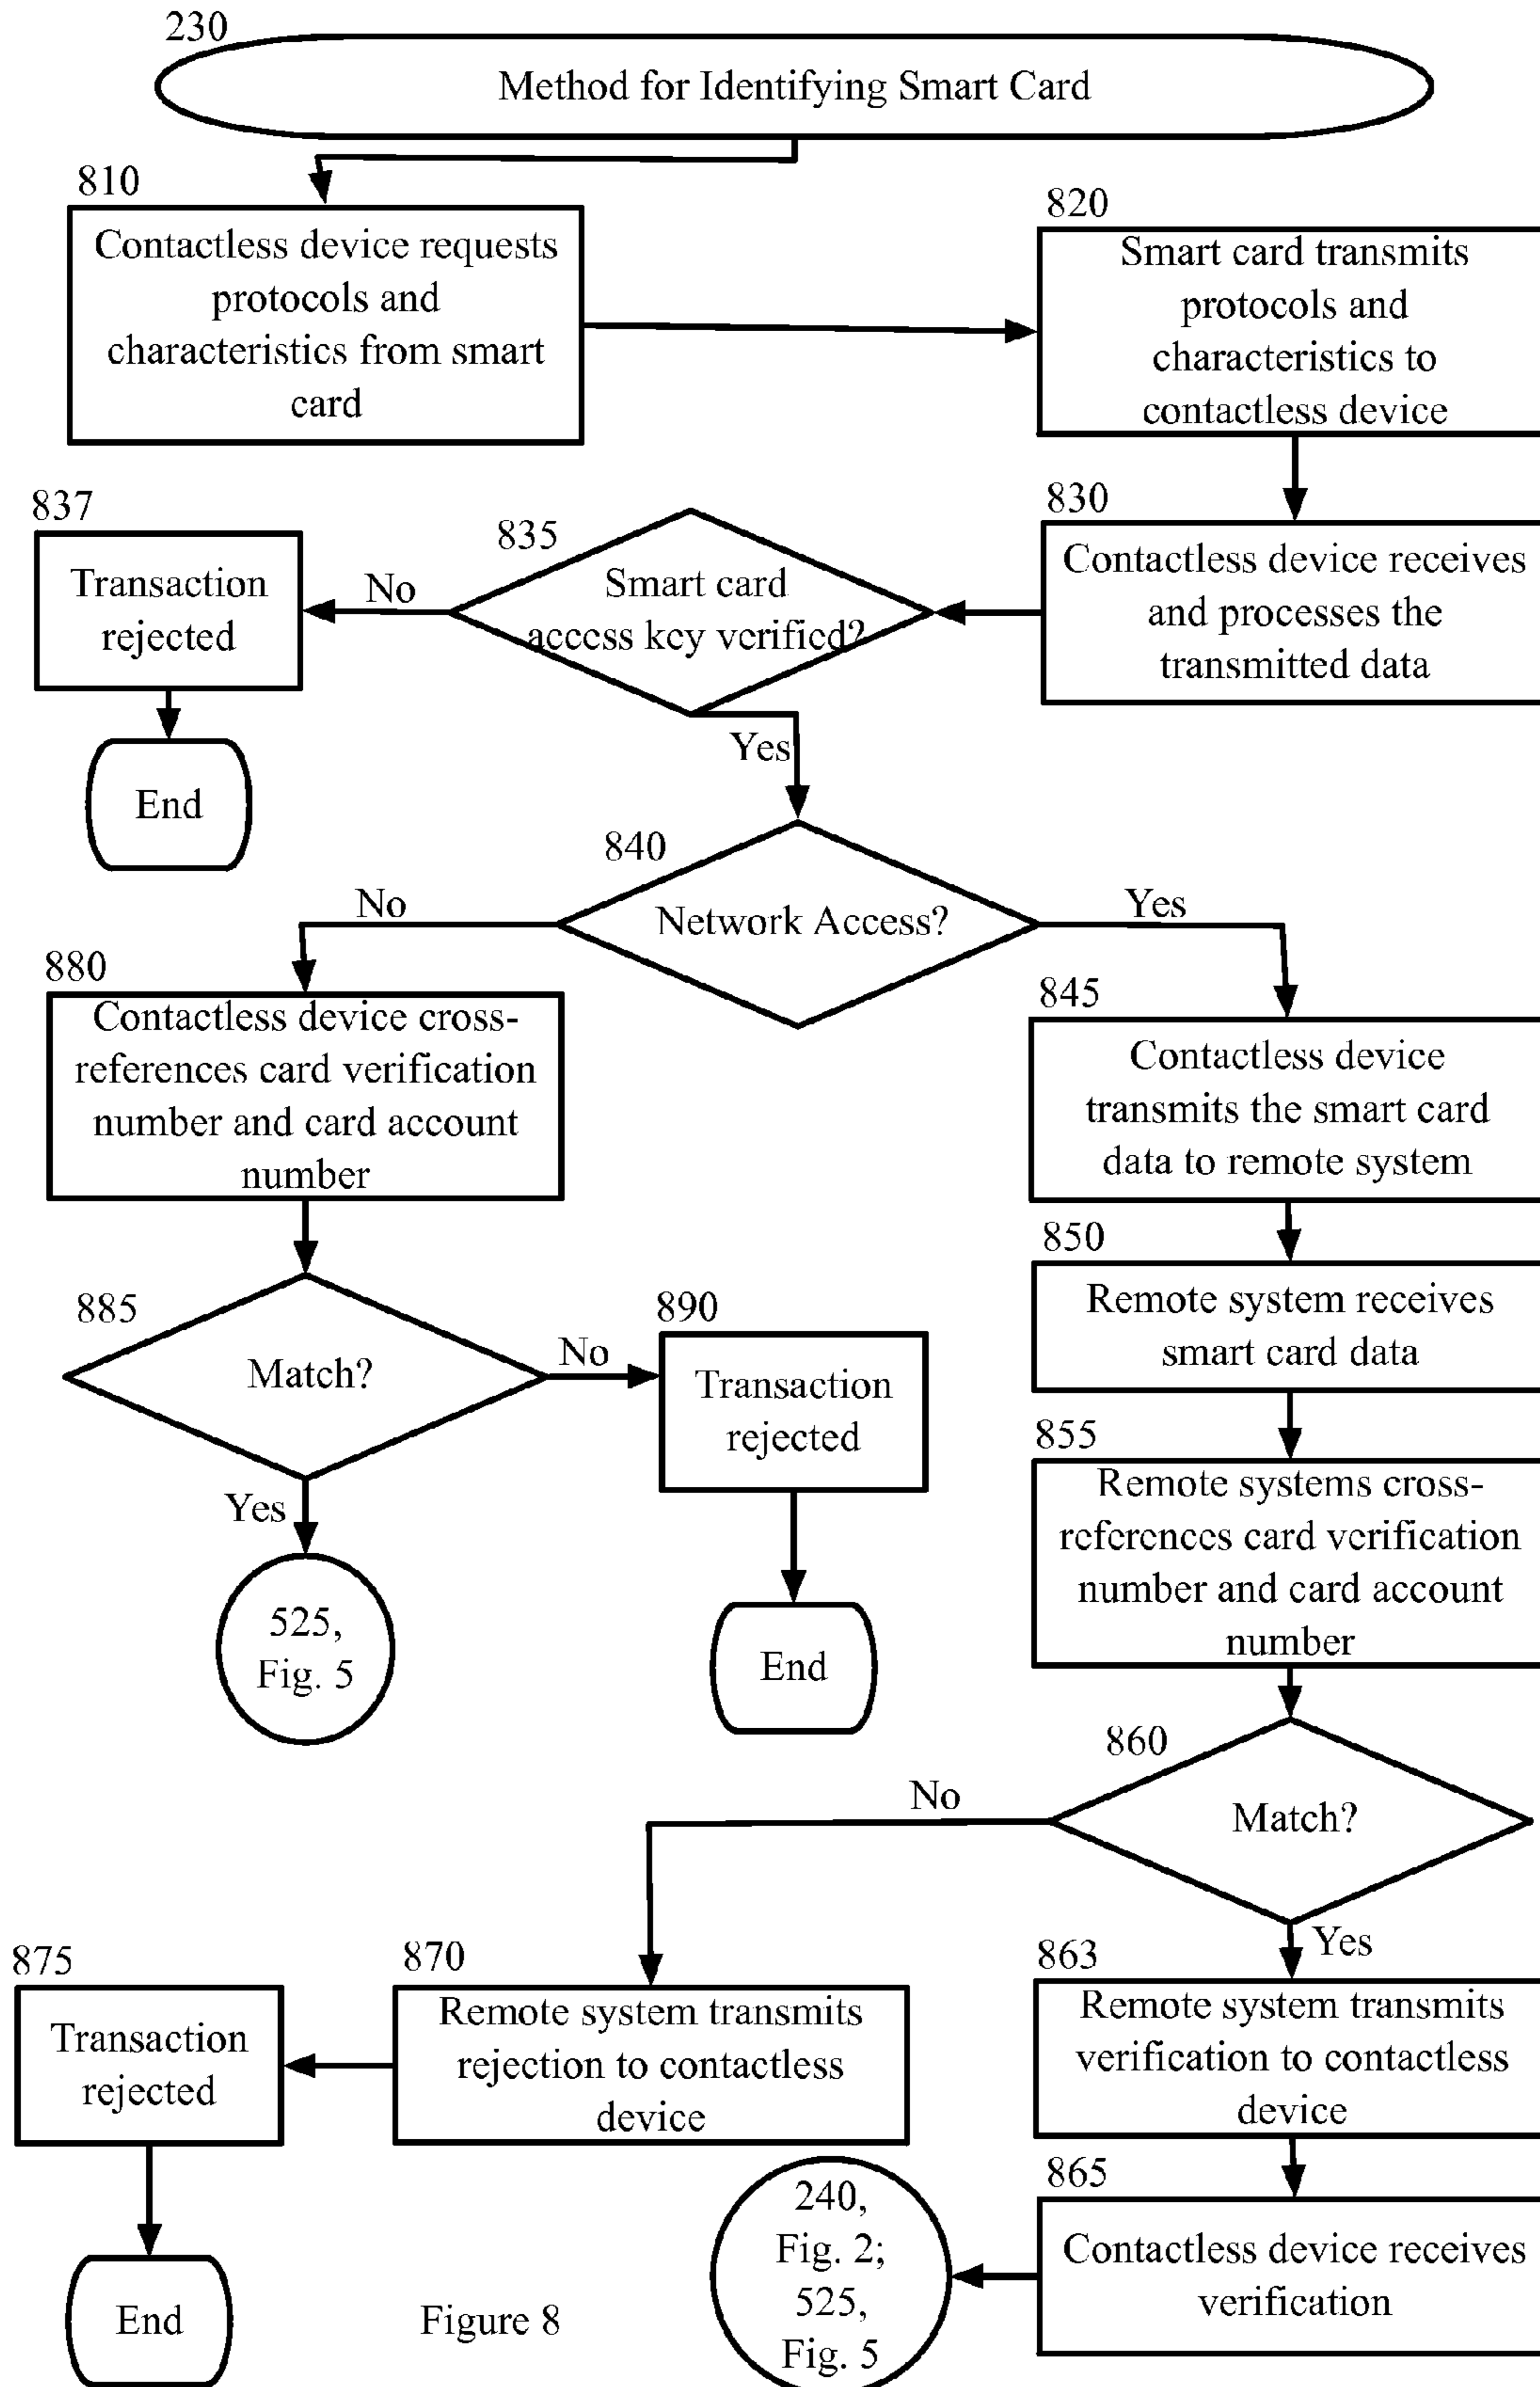 230
Method for Identifying Smart Card
810
Contactless device requests
protocols and
characteristics from smart
card
820
Smart card transmits
protocols and
characteristics to
contactless device
830
Contactless device receives
and processes the
transmitted data
835
Smart card
access key verified?
No
837
Transaction
rejected
End
Yes
840
Network Access?
No
Yes
880
Contactless device cross-
references card verification
number and card account
number
845
Contactless device
transmits the smart card
data to remote system
850
Remote system receives
smart card data
885
Match?
No
890
Transaction
rejected
End
Yes
525,
Fig. 5
855
Remote systems cross-
references card verification
number and card account
number
860
Match?
No
Yes
870
Remote system transmits
rejection to contactless
device
875
Transaction
rejected
End
863
Remote system transmits
verification to contactless
device
865
Contactless device receives
verification
240,
Fig. 2;
525,
Fig. 5
Figure 8